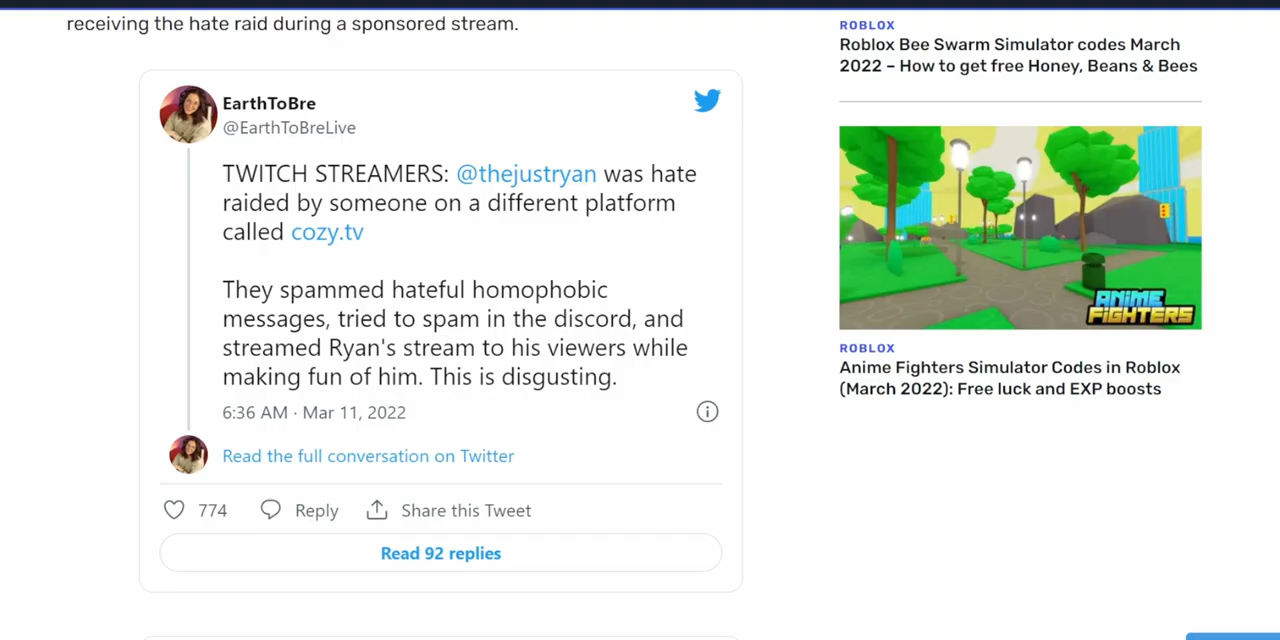 receiving the hate raid during a sponsored stream.
EarthToBre
@EarthToBreLive
TWITCH STREAMERS: @thejustryan was hate
raided by someone on a different platform
called cozy.tv
They spammed hateful homophobic
messages, tried to spam in the discord, and
streamed Ryan's stream to his viewers while
making fun of him. This is disgusting.
6:36 AM · Mar 11, 2022
Read the full conversation on Twitter
774
Reply
Share this Tweet
Read 92 replies
ROBLOX
Roblox Bee Swarm Simulator codes March
2022 – How to get free Honey, Beans & Bees
ANIME
FIGHTERS
ROBLOX
Anime Fighters Simulator Codes in Roblox
(March 2022): Free luck and EXP boosts